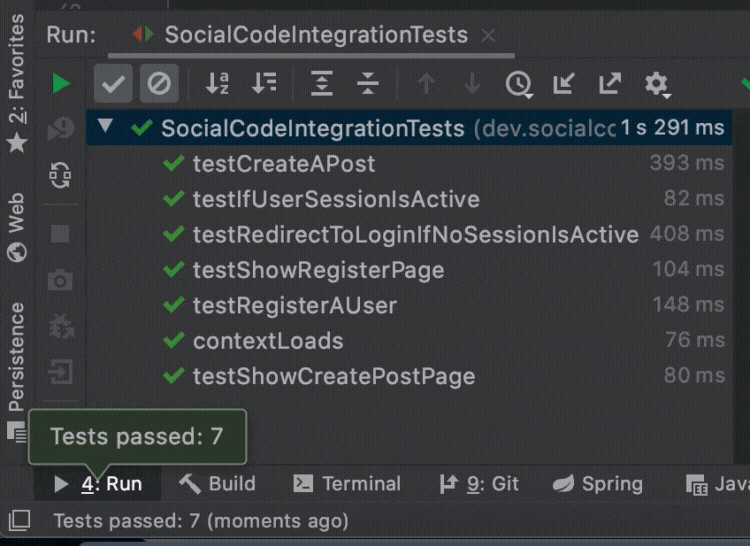 Run: SocialCodeIntegrationTests
2: Favorites
SocialCodeIntegrationTests (dev.socialcc 1 s 291 ms
testCreateAPost 393 ms
testIfUserSessionIsActive 82 ms
Web
testRedirectToLoginIfNoSessionIsActive 408 ms
testShowRegisterPage 104 ms
testRegisterAUser 148 ms
contextLoads 76 ms
Persistence
testShowCreatePostPage 80 ms
Tests passed: 7
4: Run Build Terminal 9: Git Spring Java
Tests passed: 7 (moments ago)